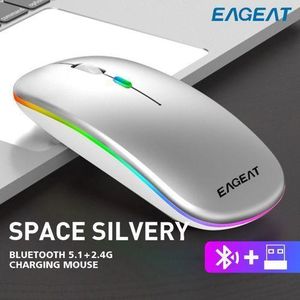 EAGEAT
EAGEAT
SPACE SILVERY
BLUETOOTH 5.1+2.4G
CHARGING MOUSE
+